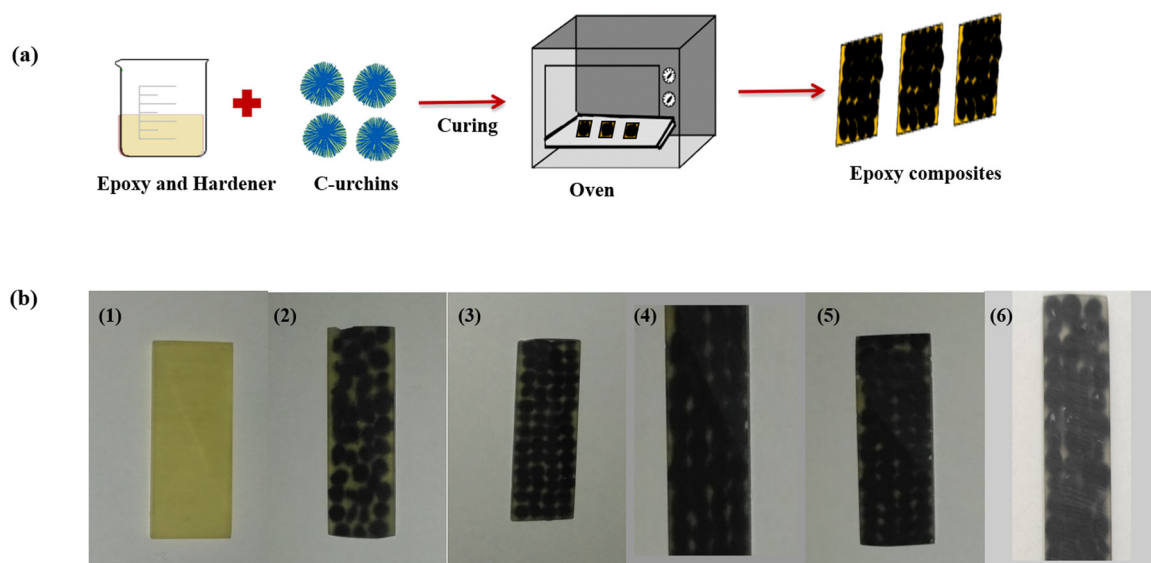 (a)
Epoxy and Hardener
C-urchins
Curing
Oven
Epoxy composites
(b)
(1)
(2)
(3)
(4)
(5)
(6)